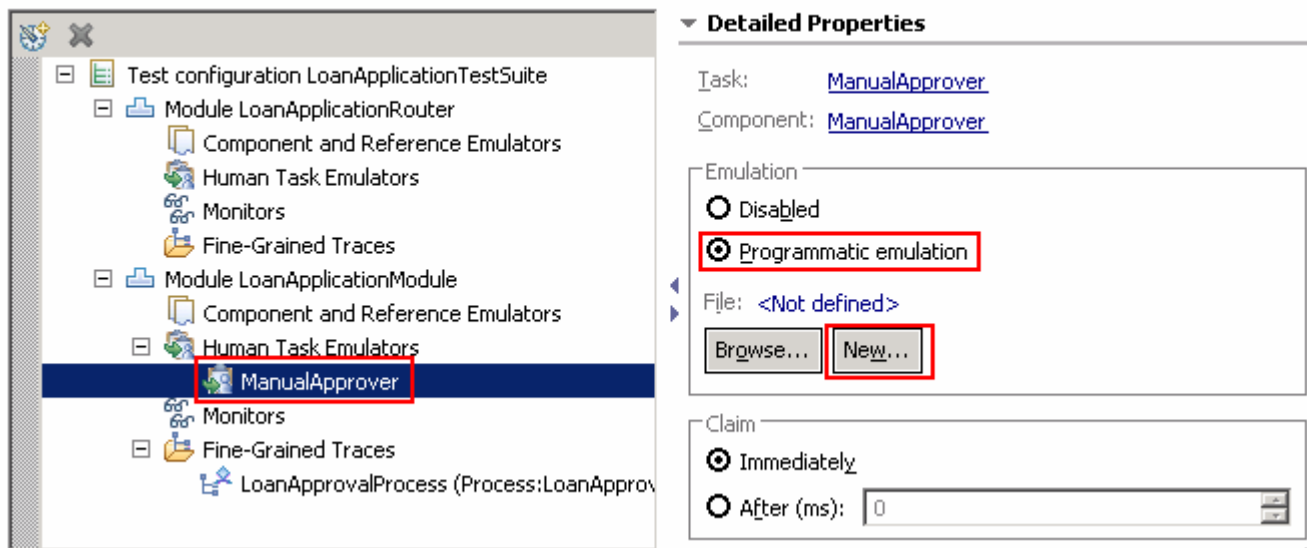 Test configuration LoanApplicationTestSuite
Module LoanApplicationRouter
Component and Reference Emulators
Human Task Emulators
Monitors
Fine-Grained Traces
Module LoanApplicationModule
Component and Reference Emulators
Human Task Emulators
ManualApprover
Monitors
Fine-Grained Traces
LoanApprovalProcess (Process:LoanApprov
Detailed Properties
Task: ManualApprover
Component: ManualApprover
Emulation
Disabled
Programmatic emulation
File: <Not defined>
Browse... New...
Claim
Immediately
After (ms): 0